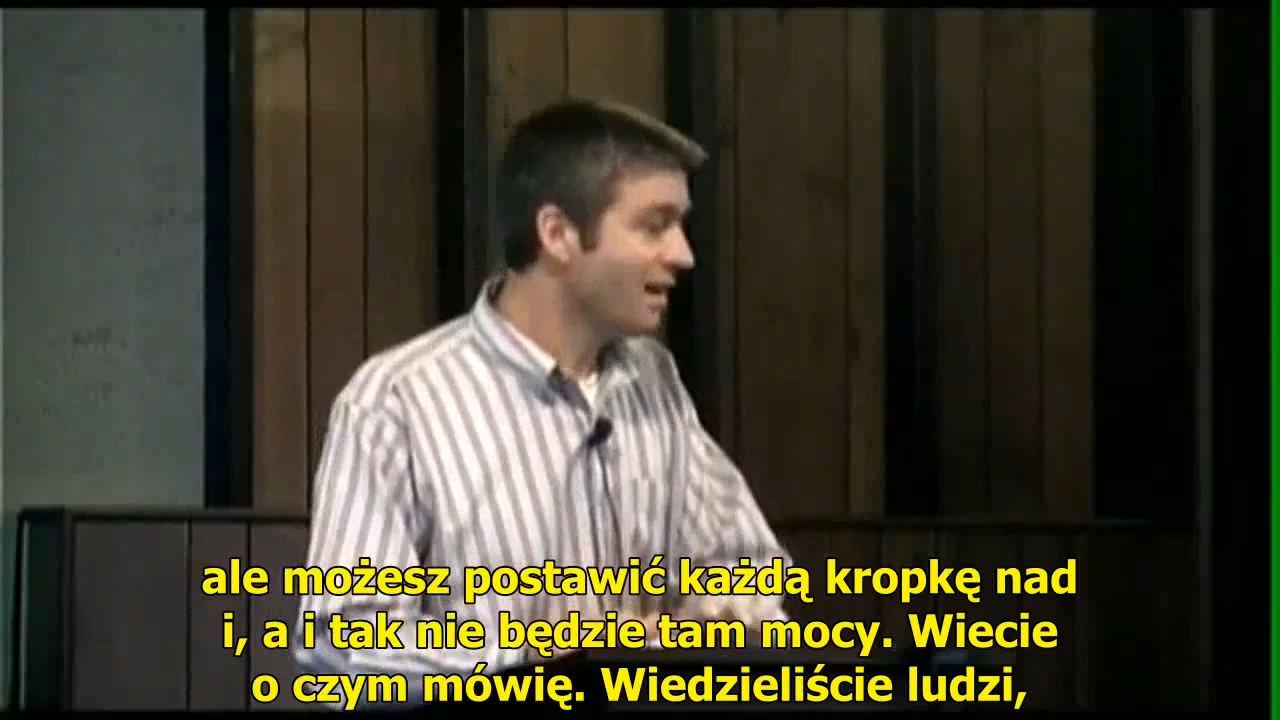 ale możesz postawić każdą kropkę nad
i, a i tak nie będzie tam mocy. Wiecie
o czym mówię. Wiedzieliście ludzi,